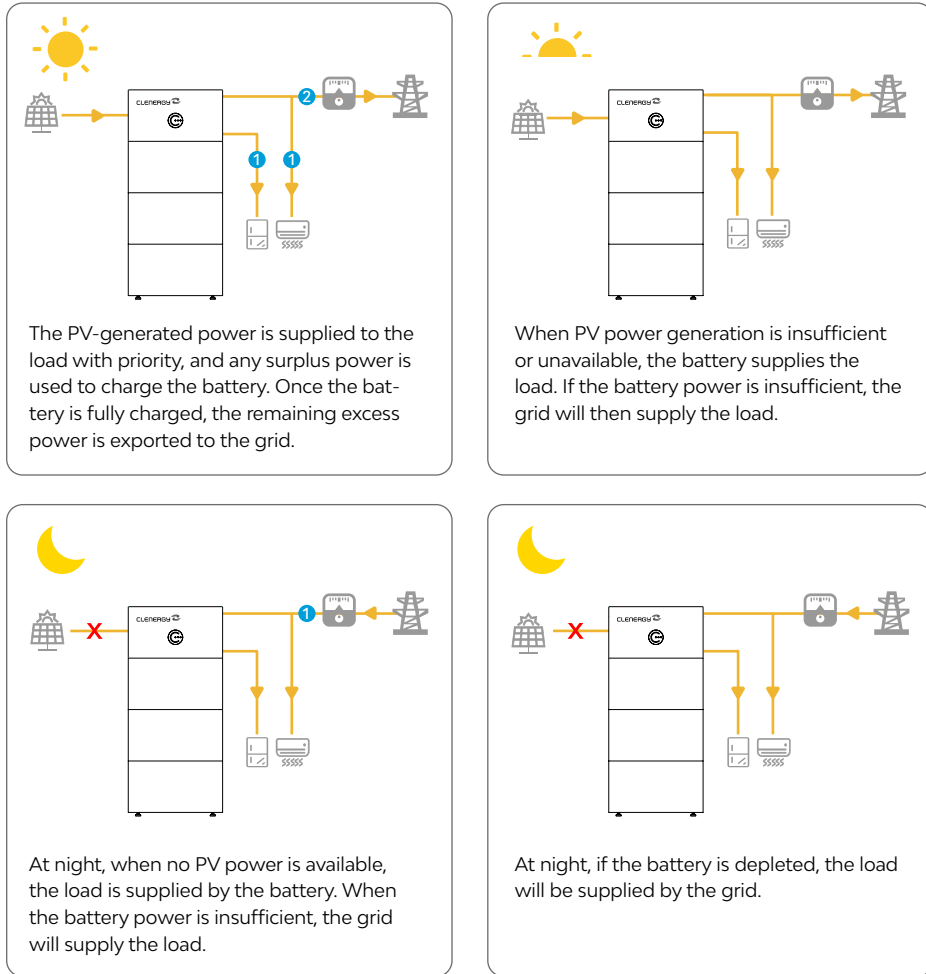 CLENERGY
2
1
1
The PV-generated power is supplied to the
load with priority, and any surplus power is
used to charge the battery. Once the bat-
tery is fully charged, the remaining excess
power is exported to the grid.
CLENERGY
When PV power generation is insufficient
or unavailable, the battery supplies the
load. If the battery power is insufficient, the
grid will then supply the load.
CLENERGY
X
1
At night, when no PV power is available,
the load is supplied by the battery. When
the battery power is insufficient, the grid
will supply the load.
CLENERGY
X
At night, if the battery is depleted, the load
will be supplied by the grid.